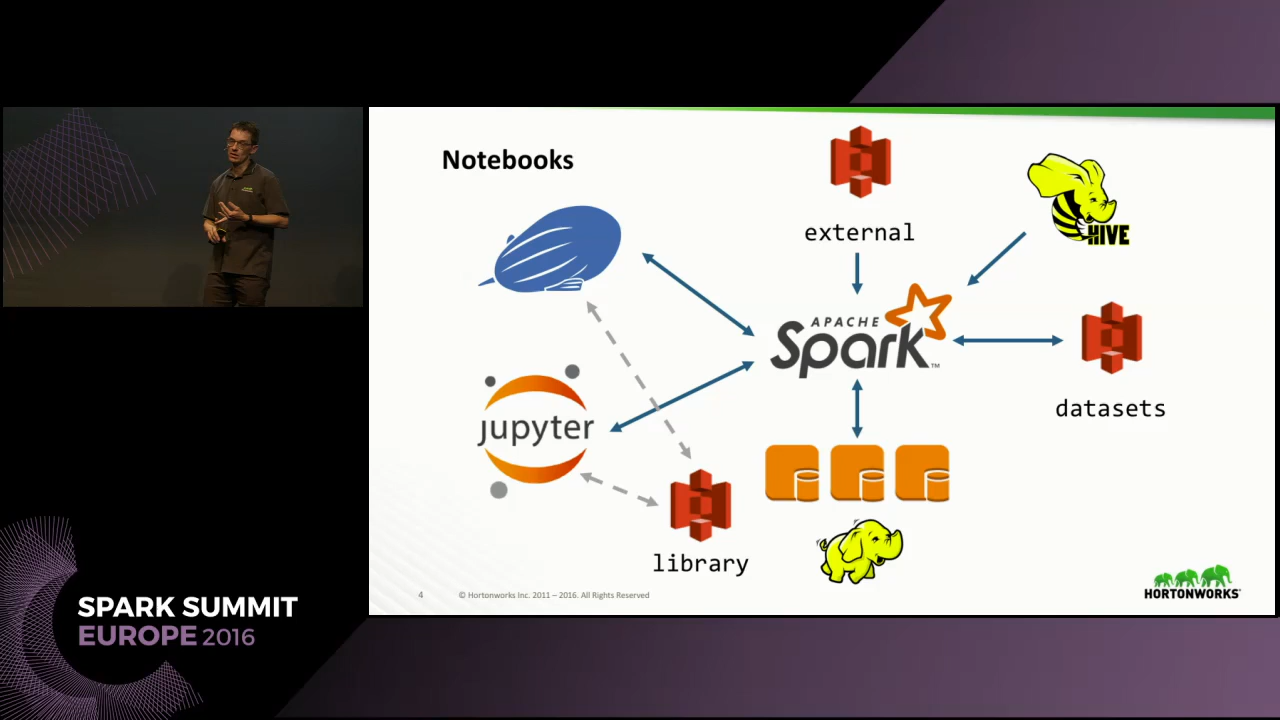 Notebooks
external
HIVE
APACHE
Spark™
datasets
jupyter
library
4 © Hortonworks Inc. 2011 – 2016. All Rights Reserved
HORTONWORKS®
SPARK SUMMIT
EUROPE 2016